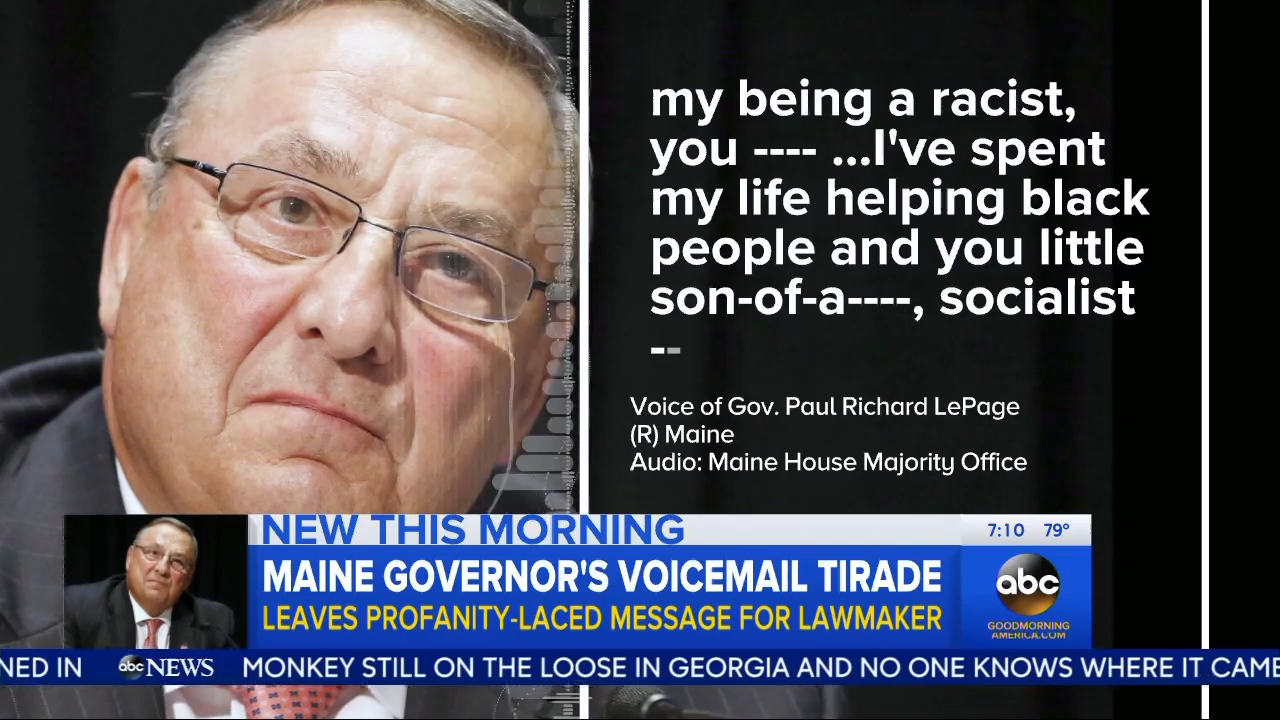 my being a racist,
you ---- ...I've spent
my life helping black
people and you little
son-of-a----, socialist
--
Voice of Gov. Paul Richard LePage
(R) Maine
Audio: Maine House Majority Office
NEW THIS MORNING
7:10 79°
MAINE GOVERNOR'S VOICEMAIL TIRADE
LEAVES PROFANITY-LACED MESSAGE FOR LAWMAKER
abc
GOODMORNING
AMERICA.COM
NED IN abc NEWS MONKEY STILL ON THE LOOSE IN GEORGIA AND NO ONE KNOWS WHERE IT CAME